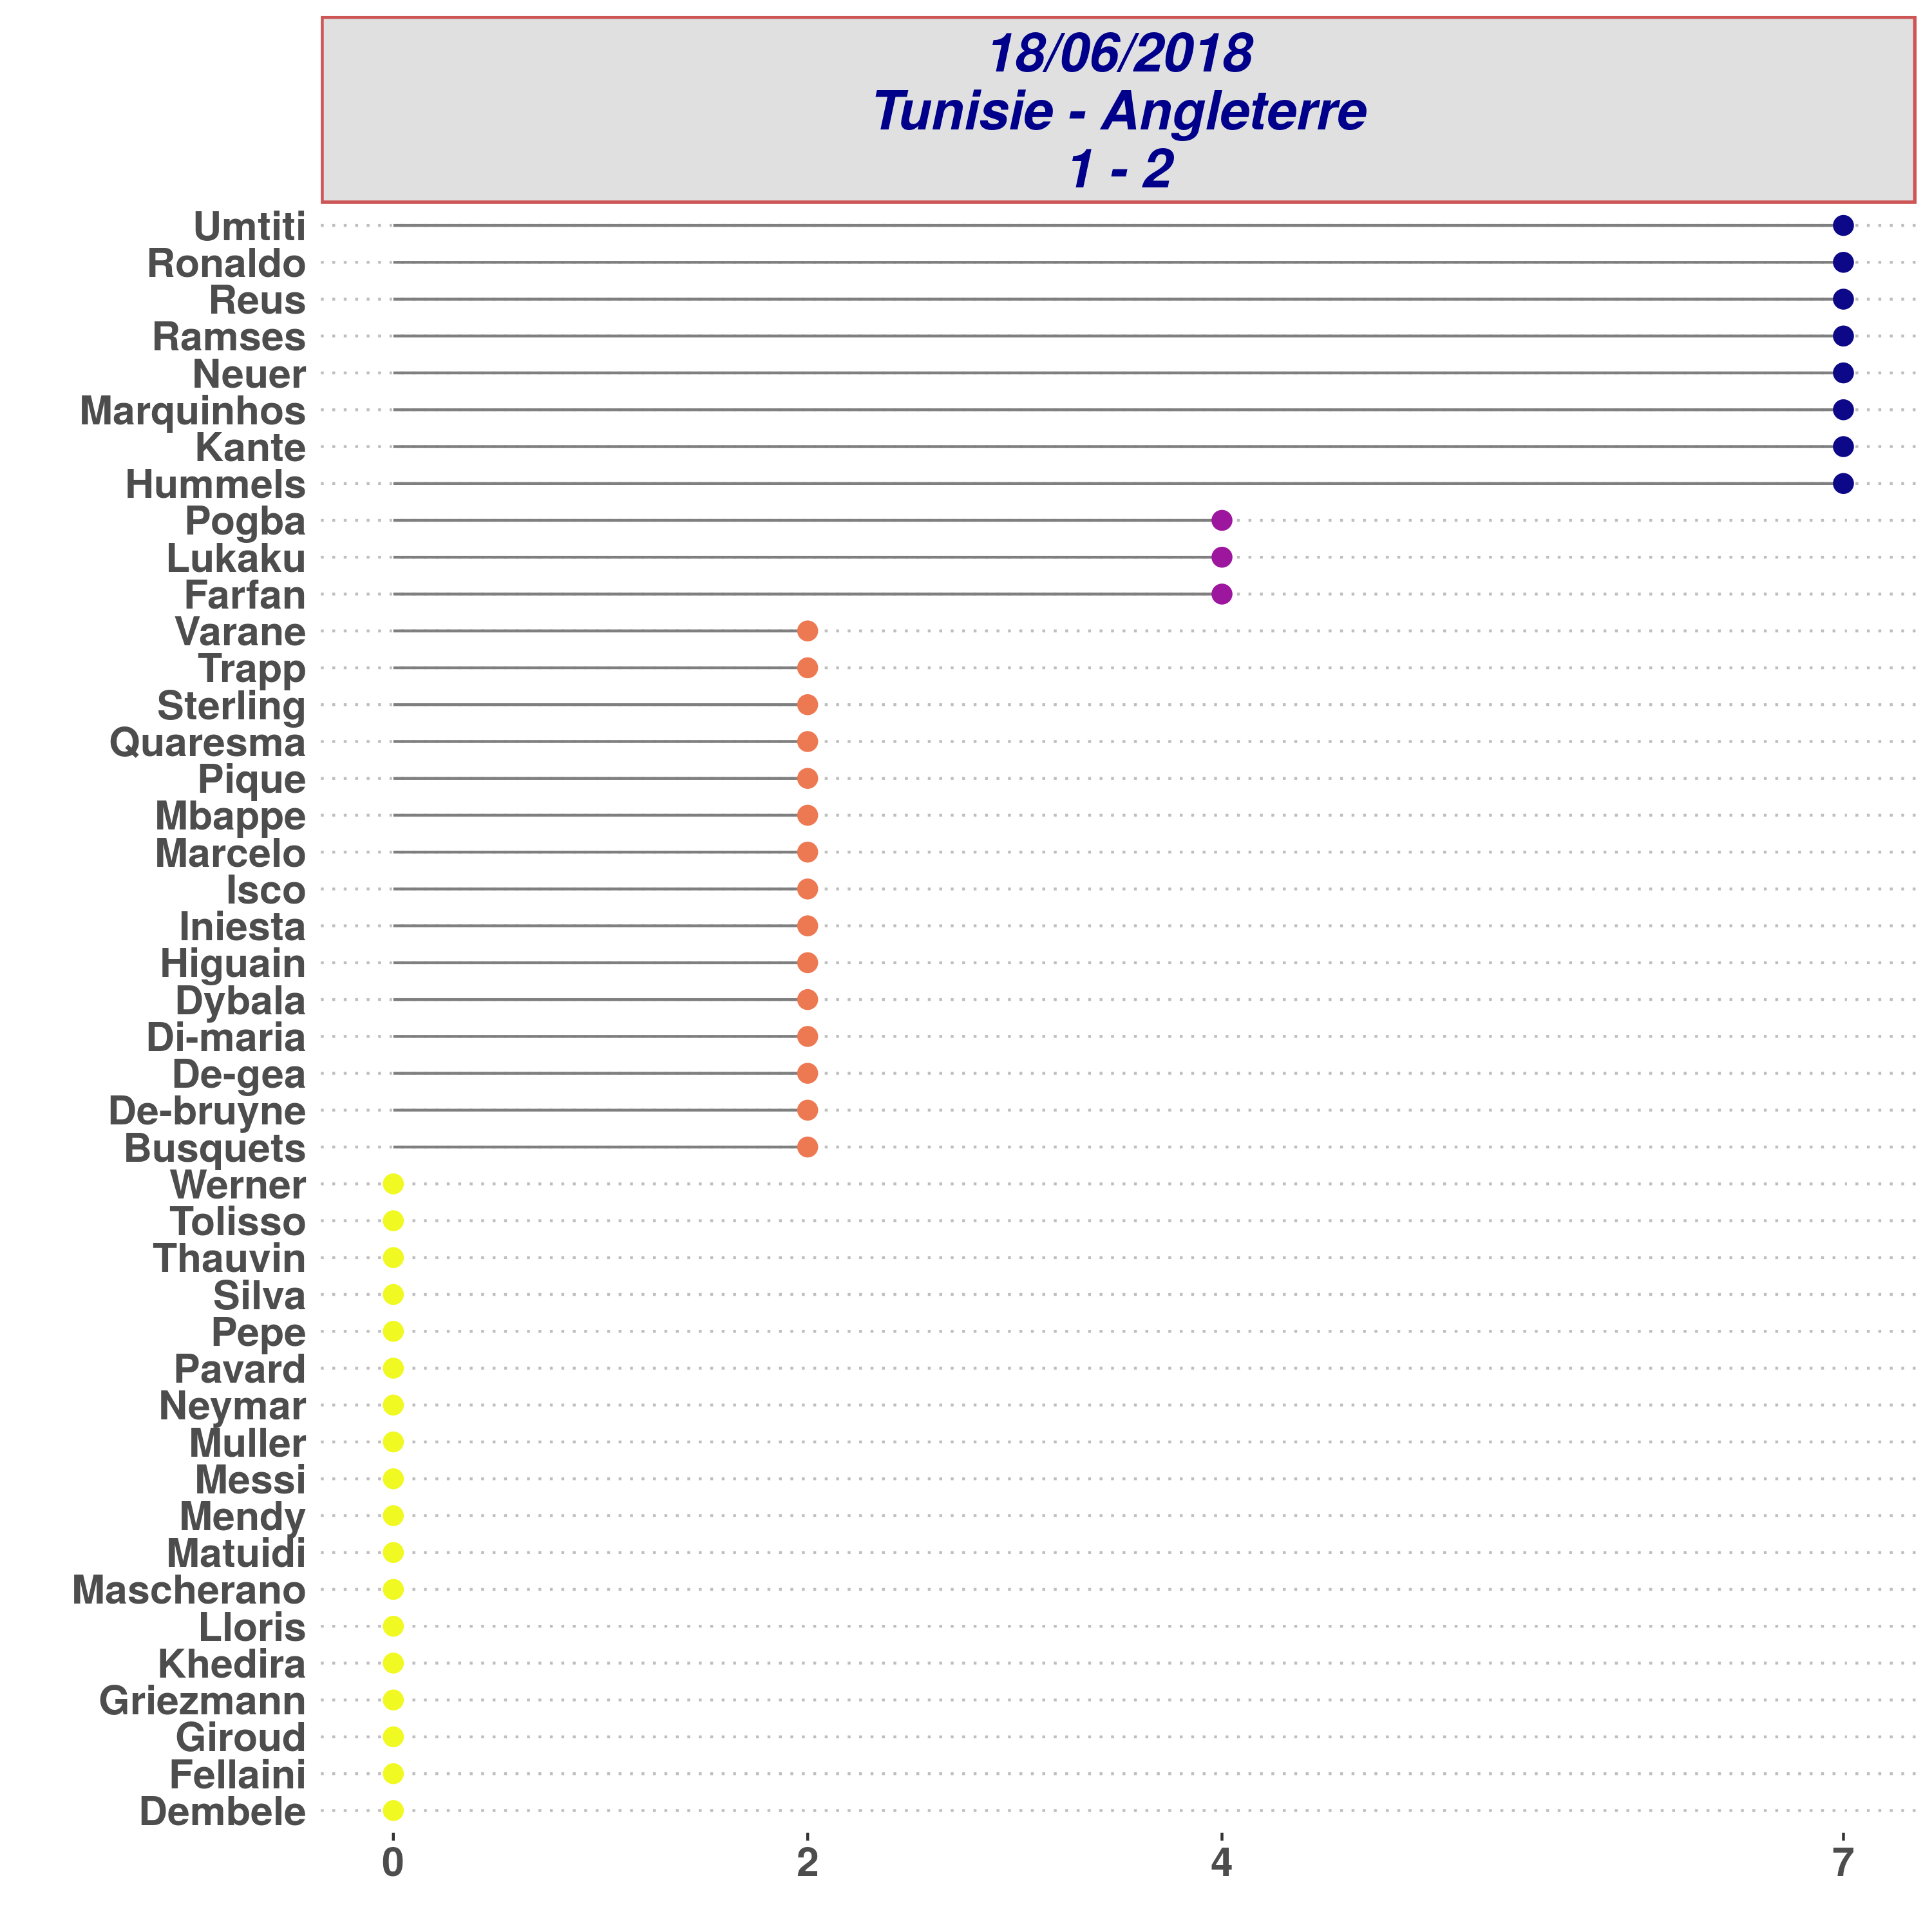 18/06/2018
Tunisie - Angleterre
1 - 2
Umtiti
Ronaldo
Reus
Ramses
Neuer
Marquinhos
Kante
Hummels
Pogba
Lukaku
Farfan
Varane
Trapp
Sterling
Quaresma
Pique
Mbappe
Marcelo
Isco
Iniesta
Higuain
Dybala
Di-maria
De-gea
De-bruyne
Busquets
Werner
Tolisso
Thauvin
Silva
Pepe
Pavard
Neymar
Muller
Messi
Mendy
Matuidi
Mascherano
Lloris
Khedira
Griezmann
Giroud
Fellaini
Dembele
0 2 4 7